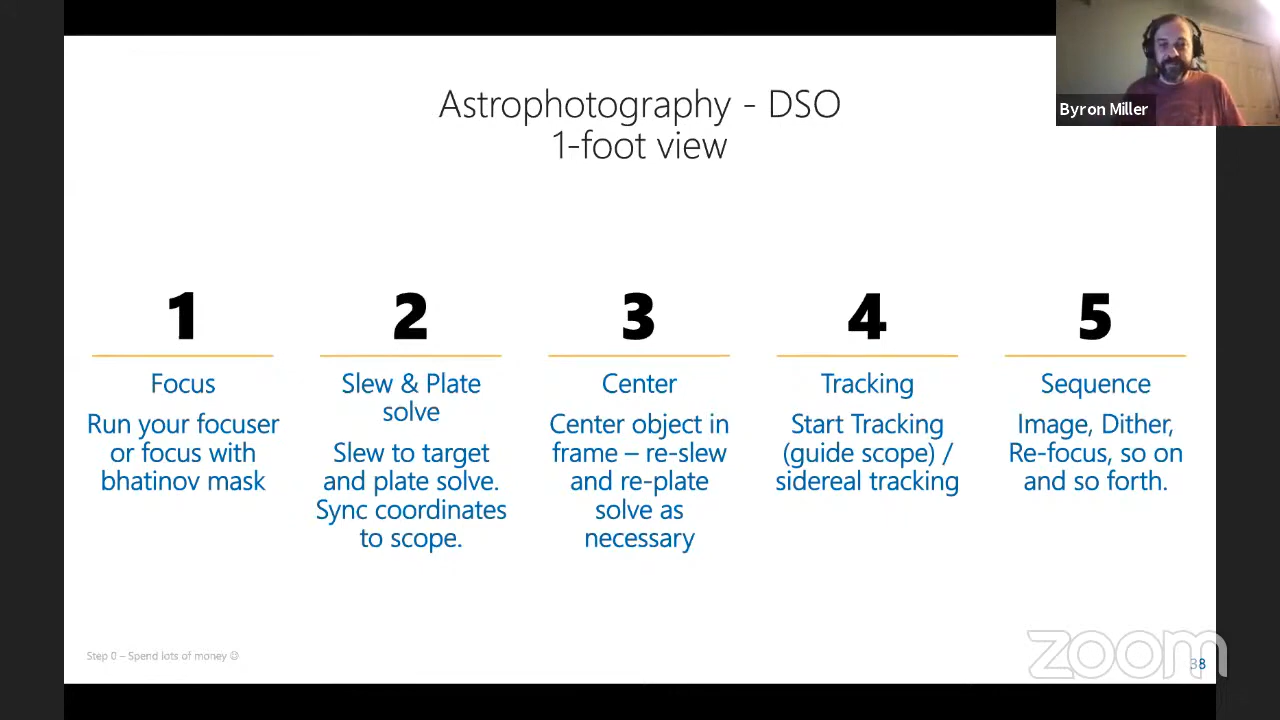 Astrophotography - DSO
1-foot view
Byron Miller
1
Focus
Run your focuser
or focus with
bhatinov mask
2
Slew & Plate
solve
Slew to target
and plate solve.
Sync coordinates
to scope.
3
Center
Center object in
frame – re-slew
and re-plate
solve as
necessary
4
Tracking
Start Tracking
(guide scope) /
sidereal tracking
5
Sequence
Image, Dither,
Re-focus, so on
and so forth.
Step 0 – Spend lots of money ☺
zoom
38